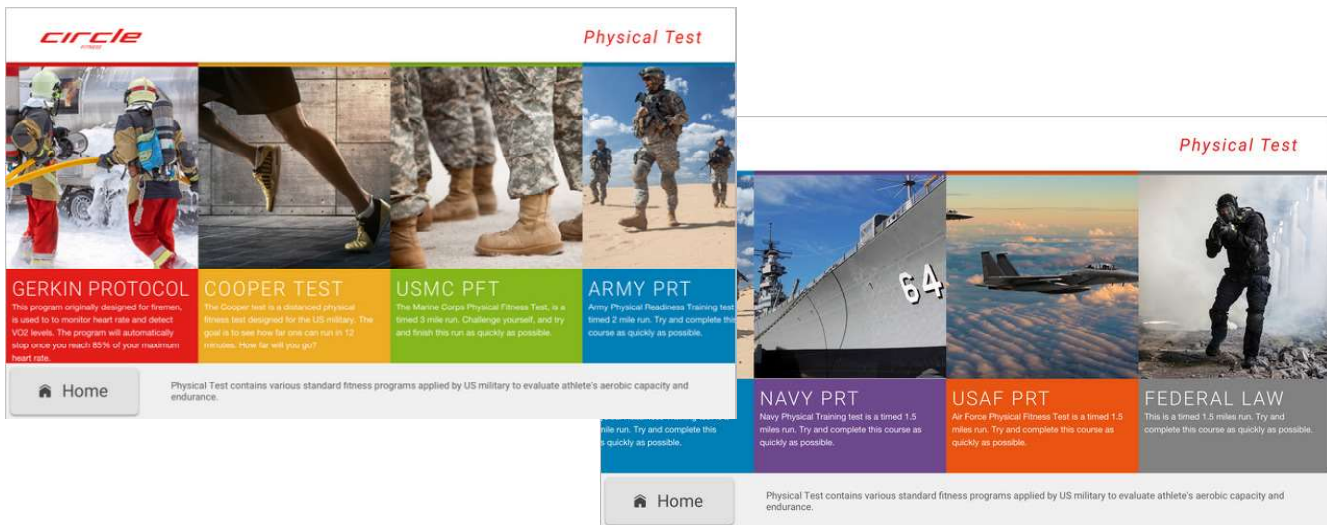 circle
FITNESS
Physical Test
GERKIN PROTOCOL
This program originally designed for firemen,
is used to to monitor heart rate and detect
VO2 levels. The program will automatically
stop once you reach 85% of your maximum
heart rate.
COOPER TEST
The Cooper test is a distanced physical
fitness test designed for the US military. The
goal is to see how far one can run in 12
minutes. How far will you go?
USMC PFT
The Marine Corps Physical Fitness Test, is a
timed 3 mile run. Challenge yourself, and try
and finish this run as quickly as possible.
ARMY PRT
Army Physical Readiness Training test
timed 2 mile run. Try and complete this
course as quickly as possible.
Home
Physical Test contains various standard fitness programs applied by US military to evaluate athlete's aerobic capacity and
endurance.
Physical Test
64
mile run. Try and complete this
s quickly as possible.
NAVY PRT
Navy Physical Training test is a timed 1.5
miles run. Try and complete this course as
quickly as possible.
USAF PRT
Air Force Physical Fitness Test is a timed 1.5
miles run. Try and complete this course as
quickly as possible.
FEDERAL LAW
This is a timed 1.5 miles run. Try and
complete this course as quickly as possible.
Home
Physical Test contains various standard fitness programs applied by US military to evaluate athlete's aerobic capacity and
endurance.